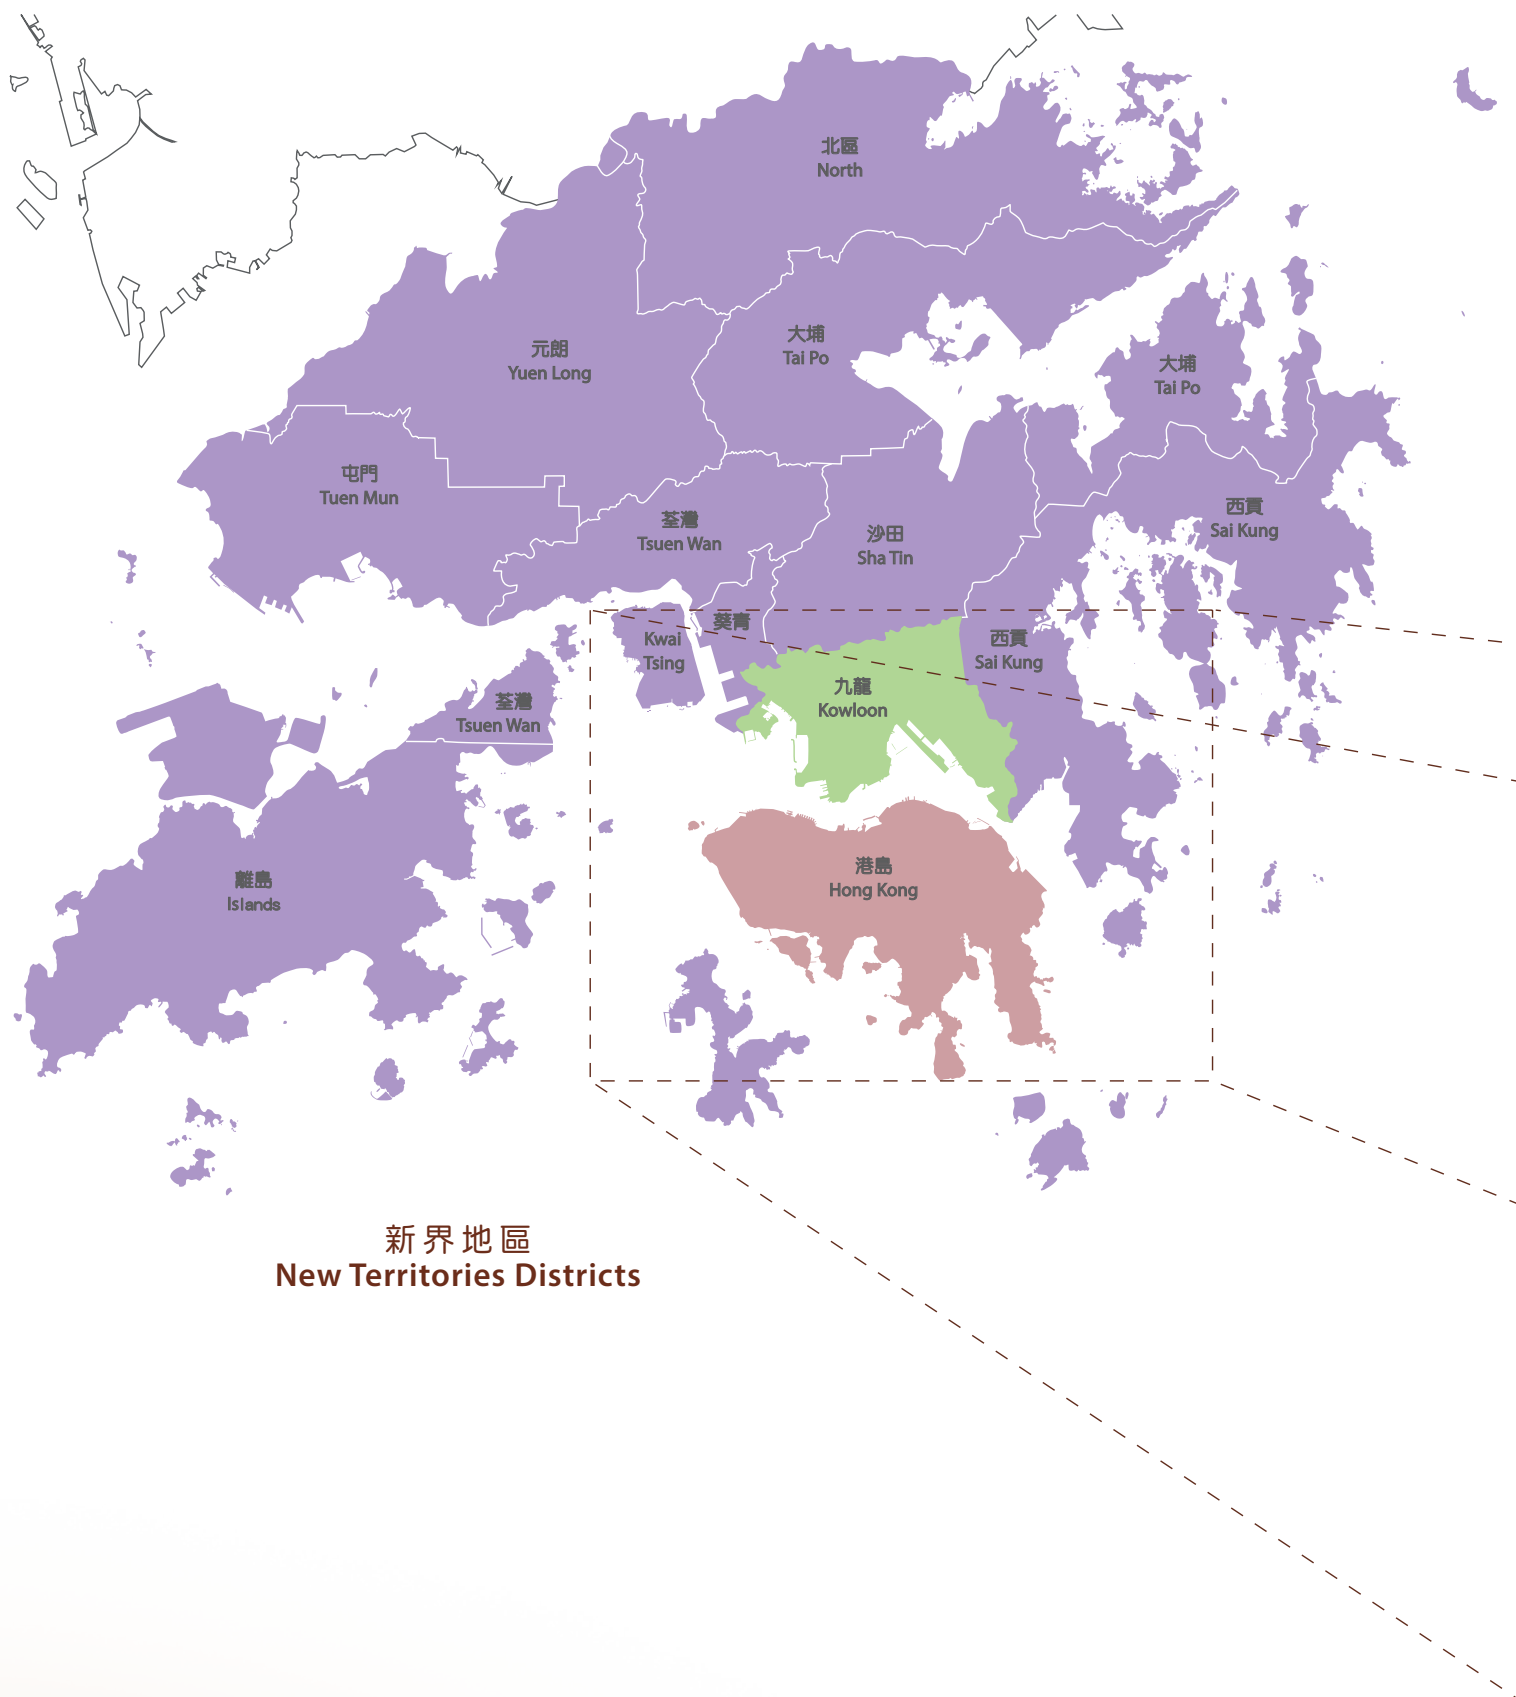 北區
North
大埔
Tai Po
元朗
Yuen Long
大埔
Tai Po
屯門
Tuen Mun
荃灣
Tsuen Wan
沙田
Sha Tin
西貢
Sai Kung
葵青
Kwai
Tsing
西貢
Sai Kung
荃灣
Tsuen Wan
九龍
Kowloon
港島
Hong Kong
離島
Islands
新界地區
New Territories Districts